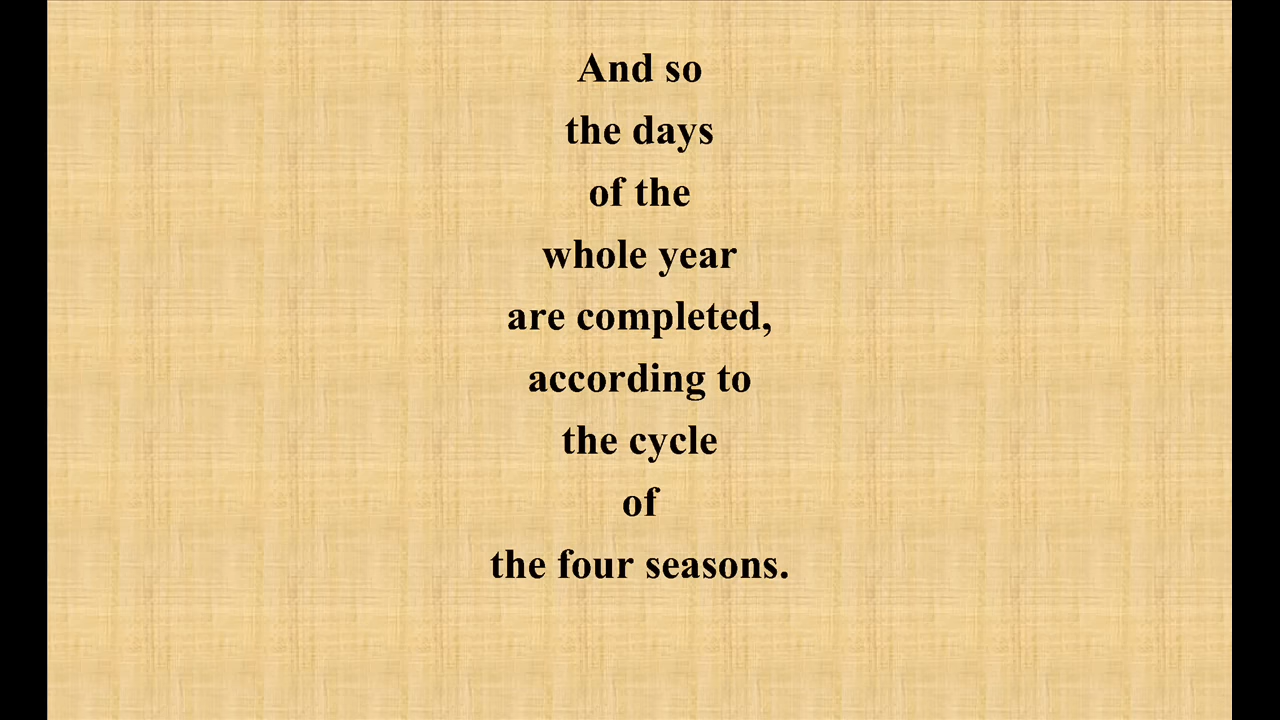 And so
the days
of the
whole year
are completed,
according to
the cycle
of
the four seasons.